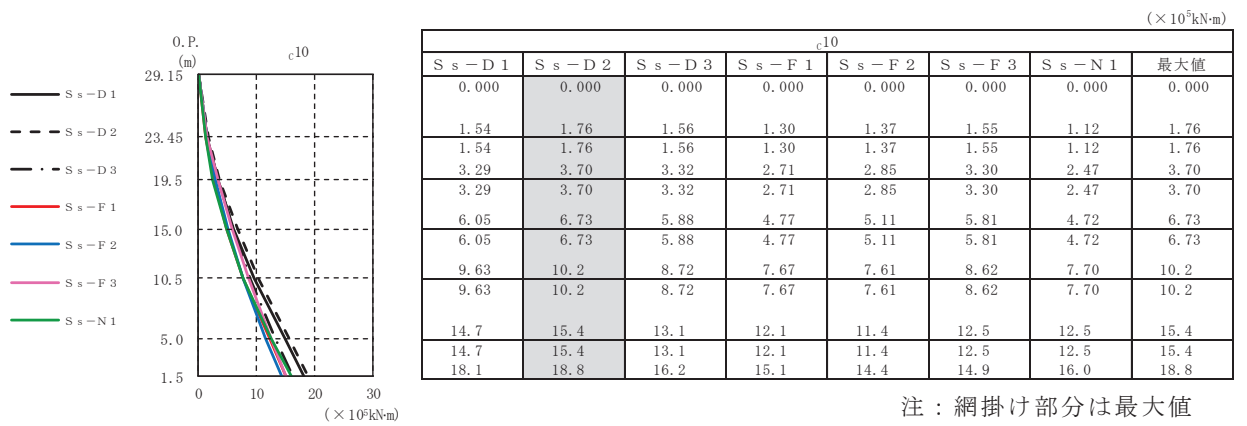 (×10⁵kN·m)
O.P.
(m)
c10
29.15
23.45
19.5
15.0
10.5
5.0
1.5
0 10 20 30
(×10⁵kN·m)
Ss-D1
Ss-D2
Ss-D3
Ss-F1
Ss-F2
Ss-F3
Ss-N1
c10
Ss-D1 Ss-D2 Ss-D3 Ss-F1 Ss-F2 Ss-F3 Ss-N1 最大値
0.000 0.000 0.000 0.000 0.000 0.000 0.000 0.000
1.54 1.76 1.56 1.30 1.37 1.55 1.12 1.76
1.54 1.76 1.56 1.30 1.37 1.55 1.12 1.76
3.29 3.70 3.32 2.71 2.85 3.30 2.47 3.70
3.29 3.70 3.32 2.71 2.85 3.30 2.47 3.70
6.05 6.73 5.88 4.77 5.11 5.81 4.72 6.73
6.05 6.73 5.88 4.77 5.11 5.81 4.72 6.73
9.63 10.2 8.72 7.67 7.61 8.62 7.70 10.2
9.63 10.2 8.72 7.67 7.61 8.62 7.70 10.2
14.7 15.4 13.1 12.1 11.4 12.5 12.5 15.4
14.7 15.4 13.1 12.1 11.4 12.5 12.5 15.4
18.1 18.8 16.2 15.1 14.4 14.9 16.0 18.8
注：網掛け部分は最大値